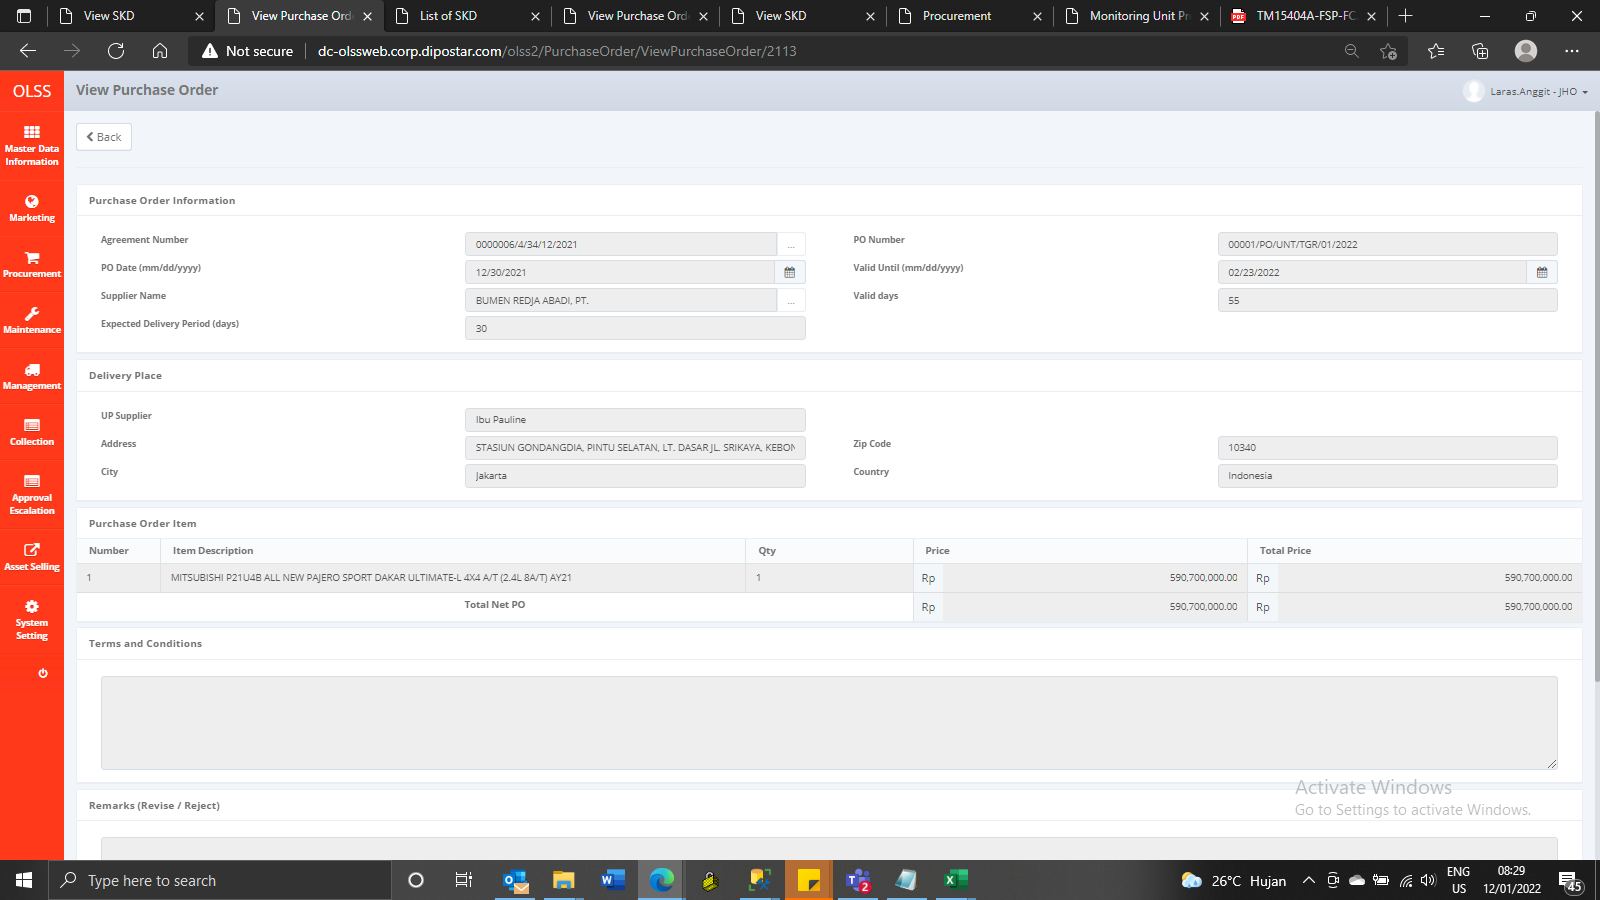 View SKD
View Purchase Ord
List of SKD
View Purchase Ord
View SKD
Procurement
Monitoring Unit Pr
PDF
TM15404A-FSP-FC
Not secure
dc-olssweb.corp.dipostar.com/olss2/PurchaseOrder/ViewPurchaseOrder/2113
OLSS
View Purchase Order
Laras.Anggit - JHO
Back
Master Data
Information
Marketing
Procurement
Maintenance
Management
Collection
Approval
Escalation
Asset Selling
System
Setting
Purchase Order Information
Agreement Number
0000006/4/34/12/2021
...
PO Number
00001/PO/UNT/TGR/01/2022
PO Date (mm/dd/yyyy)
12/30/2021
Valid Until (mm/dd/yyyy)
02/23/2022
Supplier Name
BUMEN REDJA ABADI, PT.
...
Valid days
55
Expected Delivery Period (days)
30
Delivery Place
UP Supplier
Ibu Pauline
Address
STASIUN GONDANGDIA, PINTU SELATAN, LT. DASAR JL. SRIKAYA, KEBON
Zip Code
10340
City
Jakarta
Country
Indonesia
Purchase Order Item
Number Item Description Qty Price Total Price
1 MITSUBISHI P21U4B ALL NEW PAJERO SPORT DAKAR ULTIMATE-L 4X4 A/T (2.4L 8A/T) AY21 1 Rp 590,700,000.00 Rp 590,700,000.00
Total Net PO Rp 590,700,000.00 Rp 590,700,000.00
Terms and Conditions
Remarks (Revise / Reject)
Activate Windows
Go to Settings to activate Windows.
Type here to search
2
26°C Hujan
ENG
US
08:29
12/01/2022
45